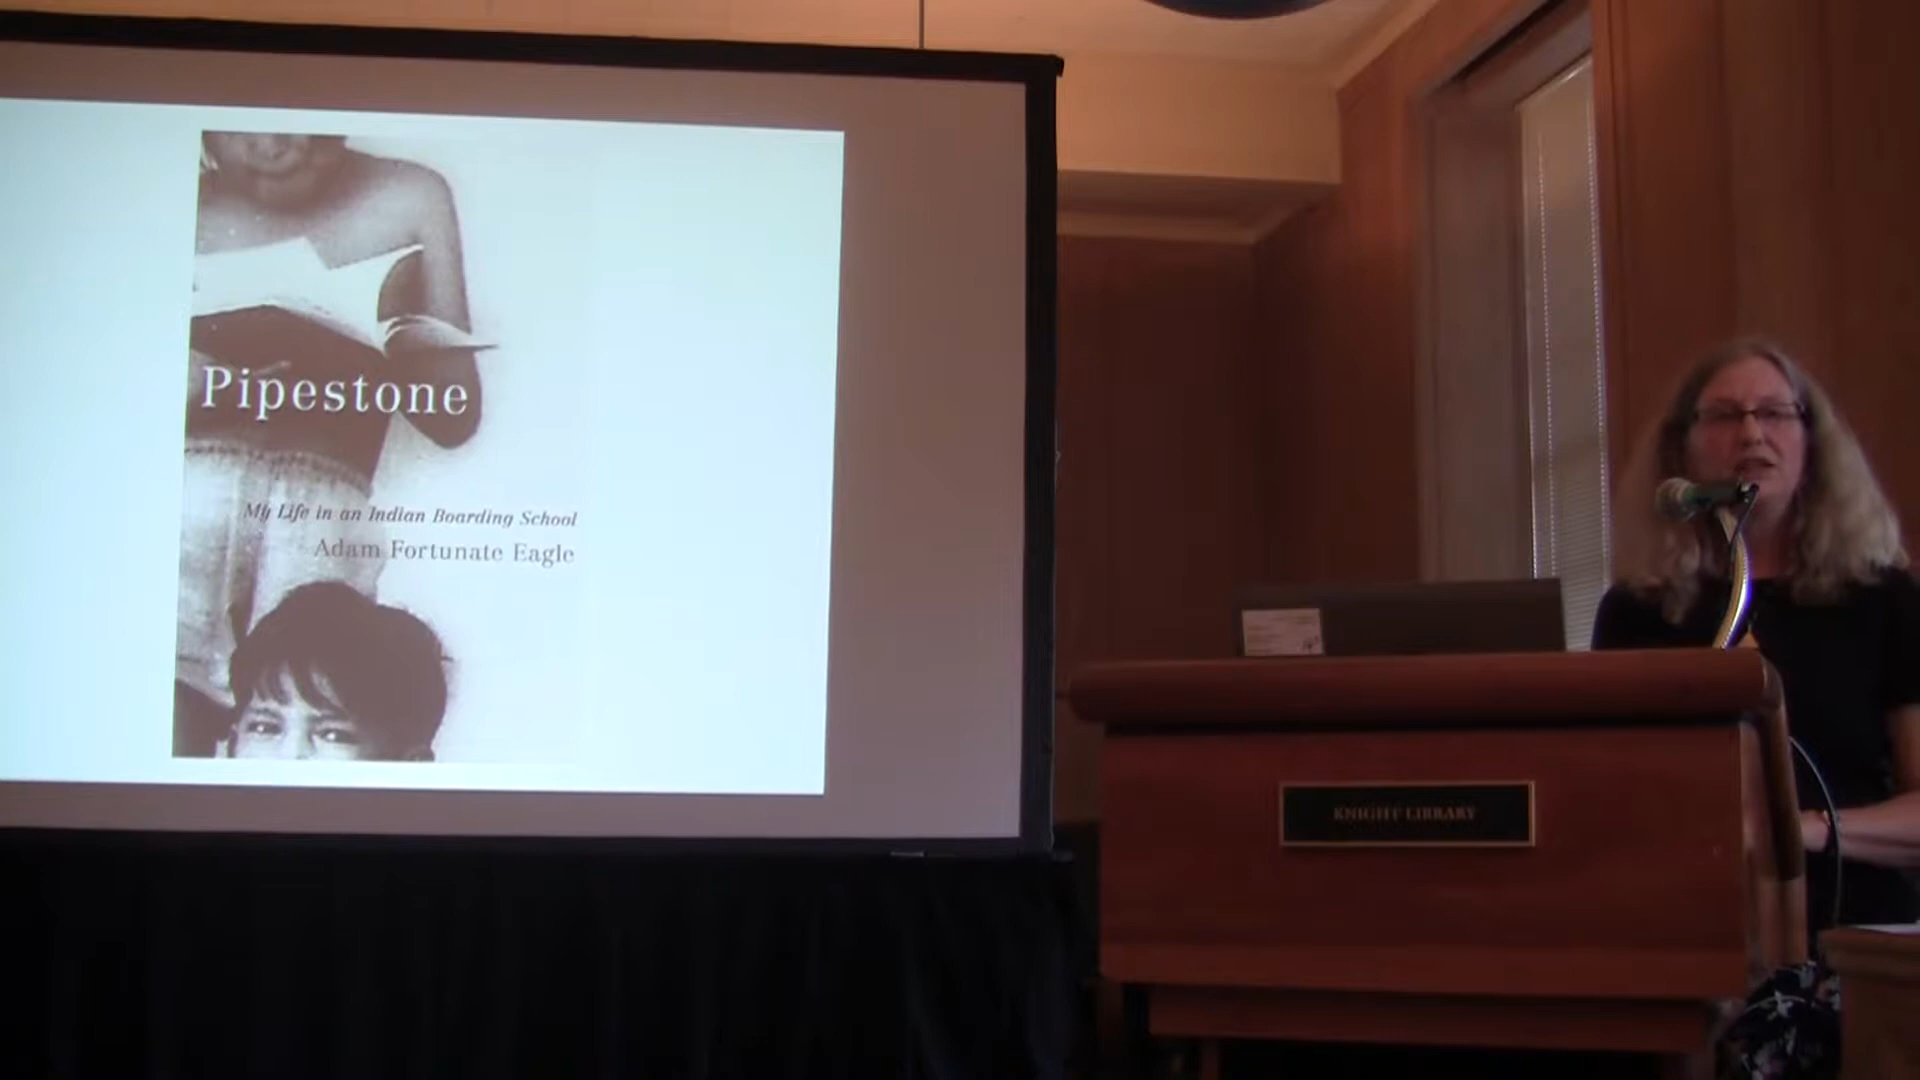 Pipestone
My Life in an Indian Boarding School
Adam Fortunate Eagle
KNIGHT LIBRARY